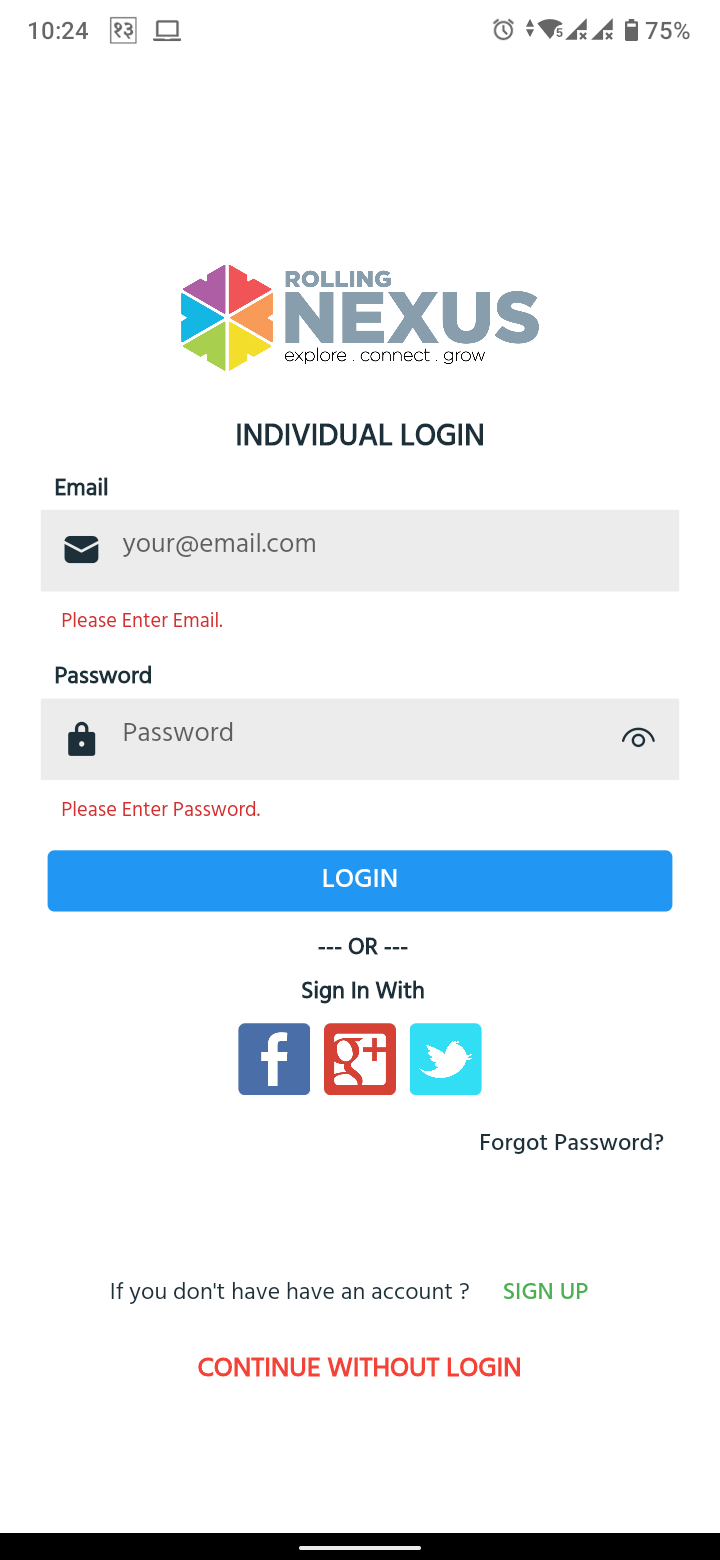 10:24 १३ 5 75%
ROLLING
NEXUS
explore . connect . grow
INDIVIDUAL LOGIN
Email
your@email.com
Please Enter Email.
Password
Password
Please Enter Password.
LOGIN
--- OR ---
Sign In With
f g+
Forgot Password?
If you don't have have an account ? SIGN UP
CONTINUE WITHOUT LOGIN